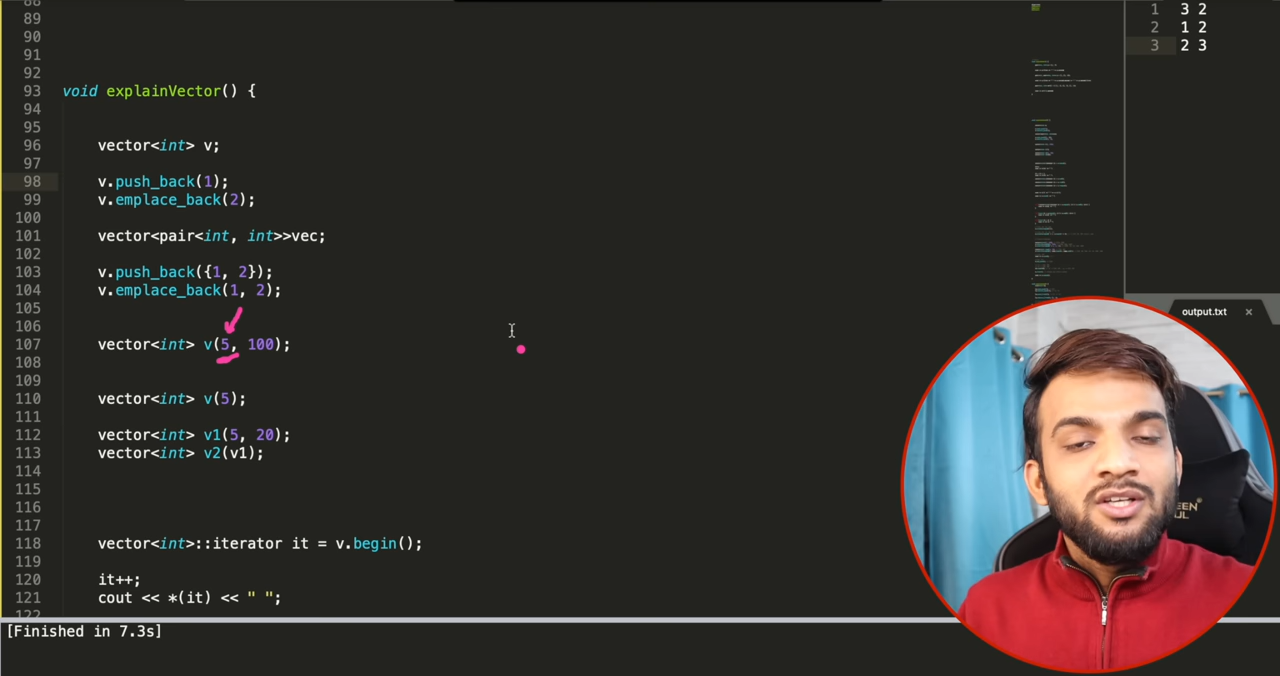 88
89
90
91
92
93 void explainVector() {
94
95
96 vector<int> v;
97
98 v.push_back(1);
99 v.emplace_back(2);
100
101 vector<pair<int, int>>vec;
102
103 v.push_back({1, 2});
104 v.emplace_back(1, 2);
105
106
107 vector<int> v(5, 100);
108
109
110 vector<int> v(5);
111
112 vector<int> v1(5, 20);
113 vector<int> v2(v1);
114
115
116
117
118 vector<int>::iterator it = v.begin();
119
120 it++;
121 cout << *(it) << " ";
122
[Finished in 7.3s]
1 3 2
2 1 2
3 2 3
output.txt ×